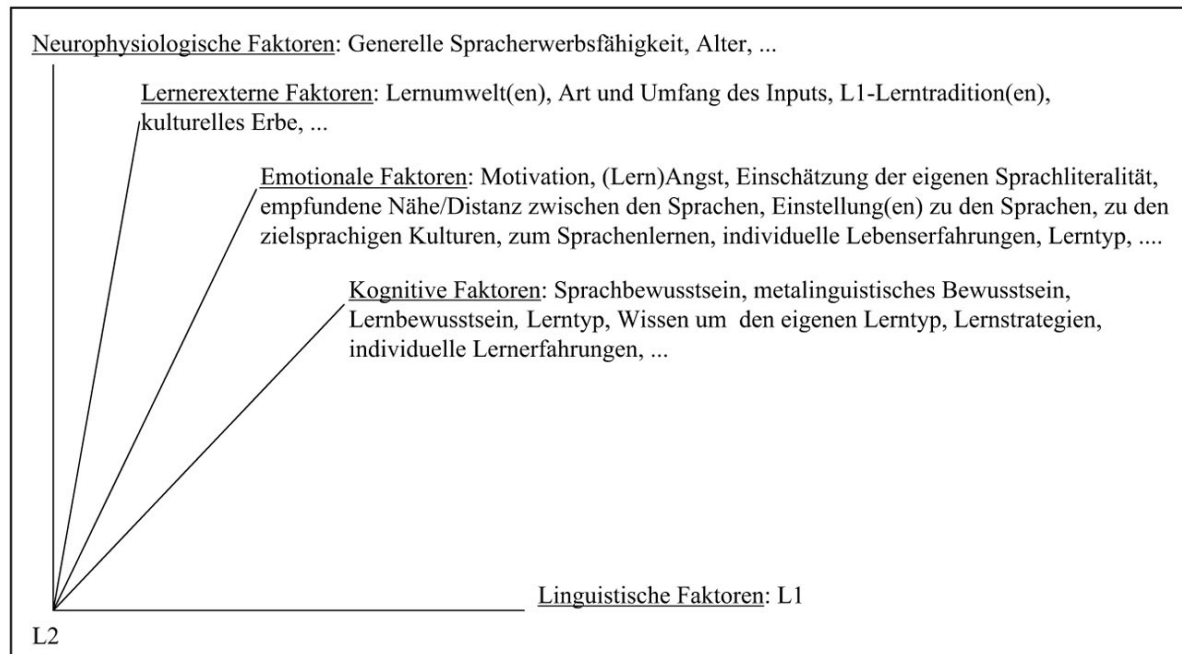 Neurophysiologische Faktoren: Generelle Spracherwerbsfähigkeit, Alter, ...
Lernerexterne Faktoren: Lernumwelt(en), Art und Umfang des Inputs, L1-Lerntradition(en),
kulturelles Erbe, ...
Emotionale Faktoren: Motivation, (Lern)Angst, Einschätzung der eigenen Sprachliteralität,
empfundene Nähe/Distanz zwischen den Sprachen, Einstellung(en) zu den Sprachen, zu den
zielsprachigen Kulturen, zum Sprachenlernen, individuelle Lebenserfahrungen, Lerntyp, ....
Kognitive Faktoren: Sprachbewusstsein, metalinguistisches Bewusstsein,
Lernbewusstsein, Lerntyp, Wissen um den eigenen Lerntyp, Lernstrategien,
individuelle Lernerfahrungen, ...
Linguistische Faktoren: L1
L2